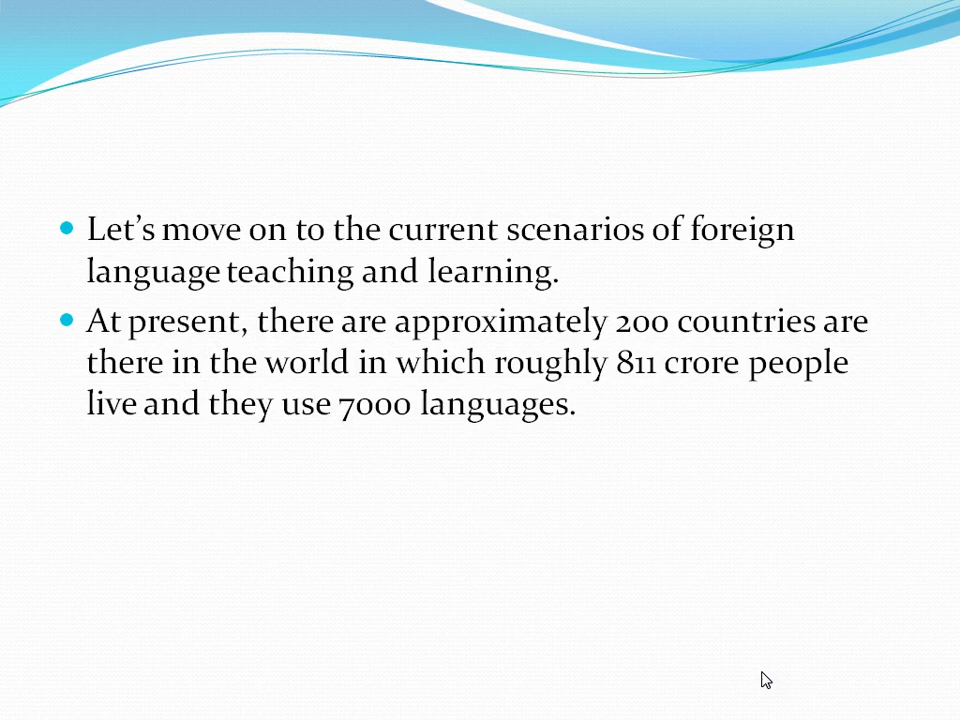 Let’s move on to the current scenarios of foreign
language teaching and learning.
At present, there are approximately 200 countries are
there in the world in which roughly 811 crore people
live and they use 7000 languages.